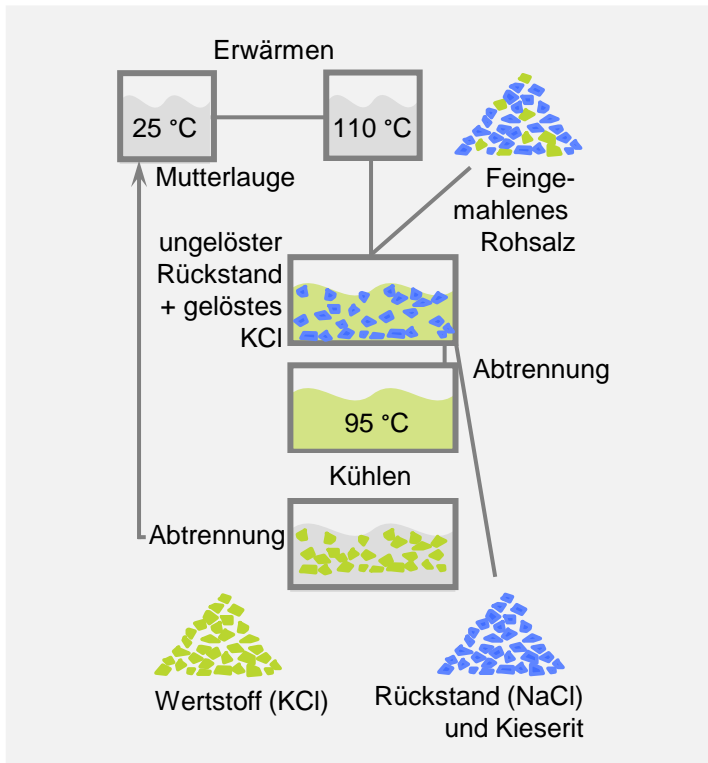 Erwärmen
25 °C
110 °C
Mutterlauge
Feinge-
mahlenes
Rohsalz
ungelöster
Rückstand
+ gelöstes
KCl
Abtrennung
95 °C
Kühlen
Abtrennung
Wertstoff (KCl)
Rückstand (NaCl)
und Kieserit